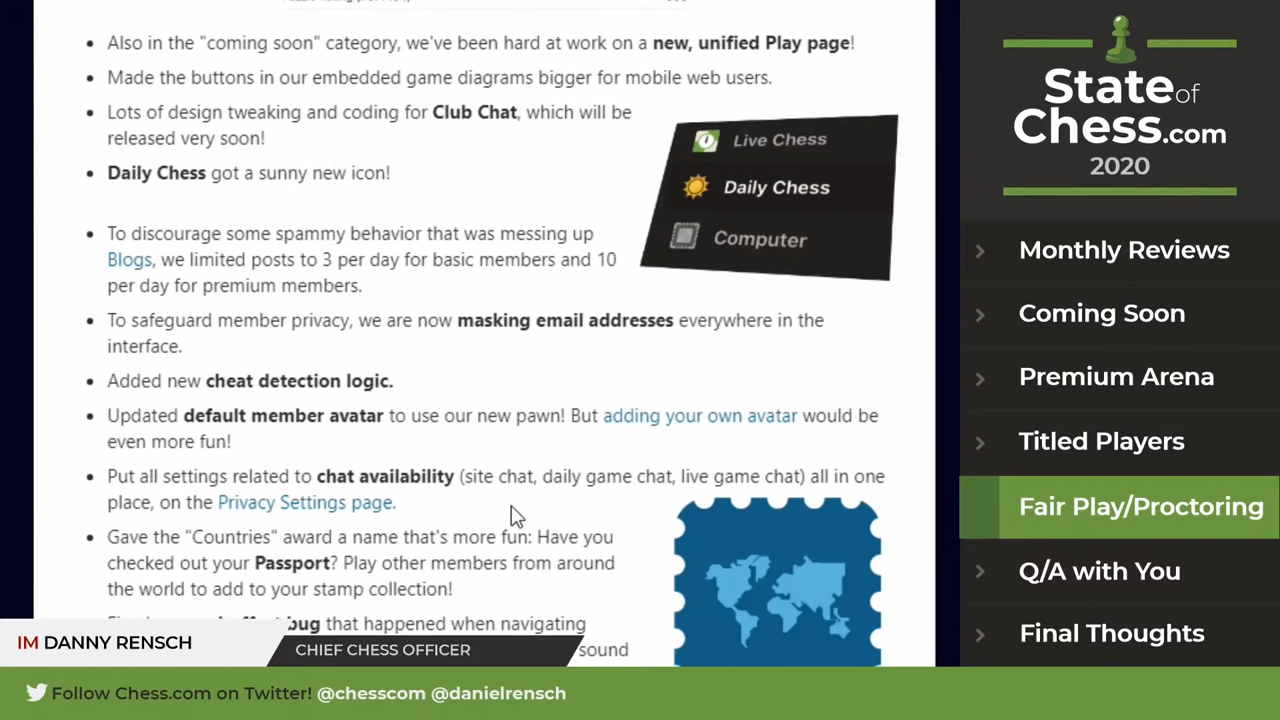 Also in the "coming soon" category, we've been hard at work on a new, unified Play page!
Made the buttons in our embedded game diagrams bigger for mobile web users.
Lots of design tweaking and coding for Club Chat, which will
released very soon!
Daily Chess got a sunny new icon!
Live Chess
Daily Chess
Computer
To discourage some spammy behavior that was messing up
Blogs, we limited posts to 3 per day for basic members and 10
per day for premium members.
To safeguard member privacy, we are now masking email addresses everywhere in the
interface.
Added new cheat detection logic.
Updated default member avatar to use our new pawn! But adding your own avatar would be
even more fun!
Put all settings related to chat availability (site chat, daily game chat, live game chat) all in one
place, on the Privacy Settings page.
Gave the "Countries" award a name that's more fun: Have you
checked out your Passport? Play other members from around
the world to add to your stamp collection!
bug that happened when navigating
sound
State of
Chess.com
2020
Monthly Reviews
Coming Soon
Premium Arena
Titled Players
Fair Play/Proctoring
Q/A with You
Final Thoughts
IM DANNY RENSCH
CHIEF CHESS OFFICER
Follow Chess.com on Twitter! @chesscom @danielrensch